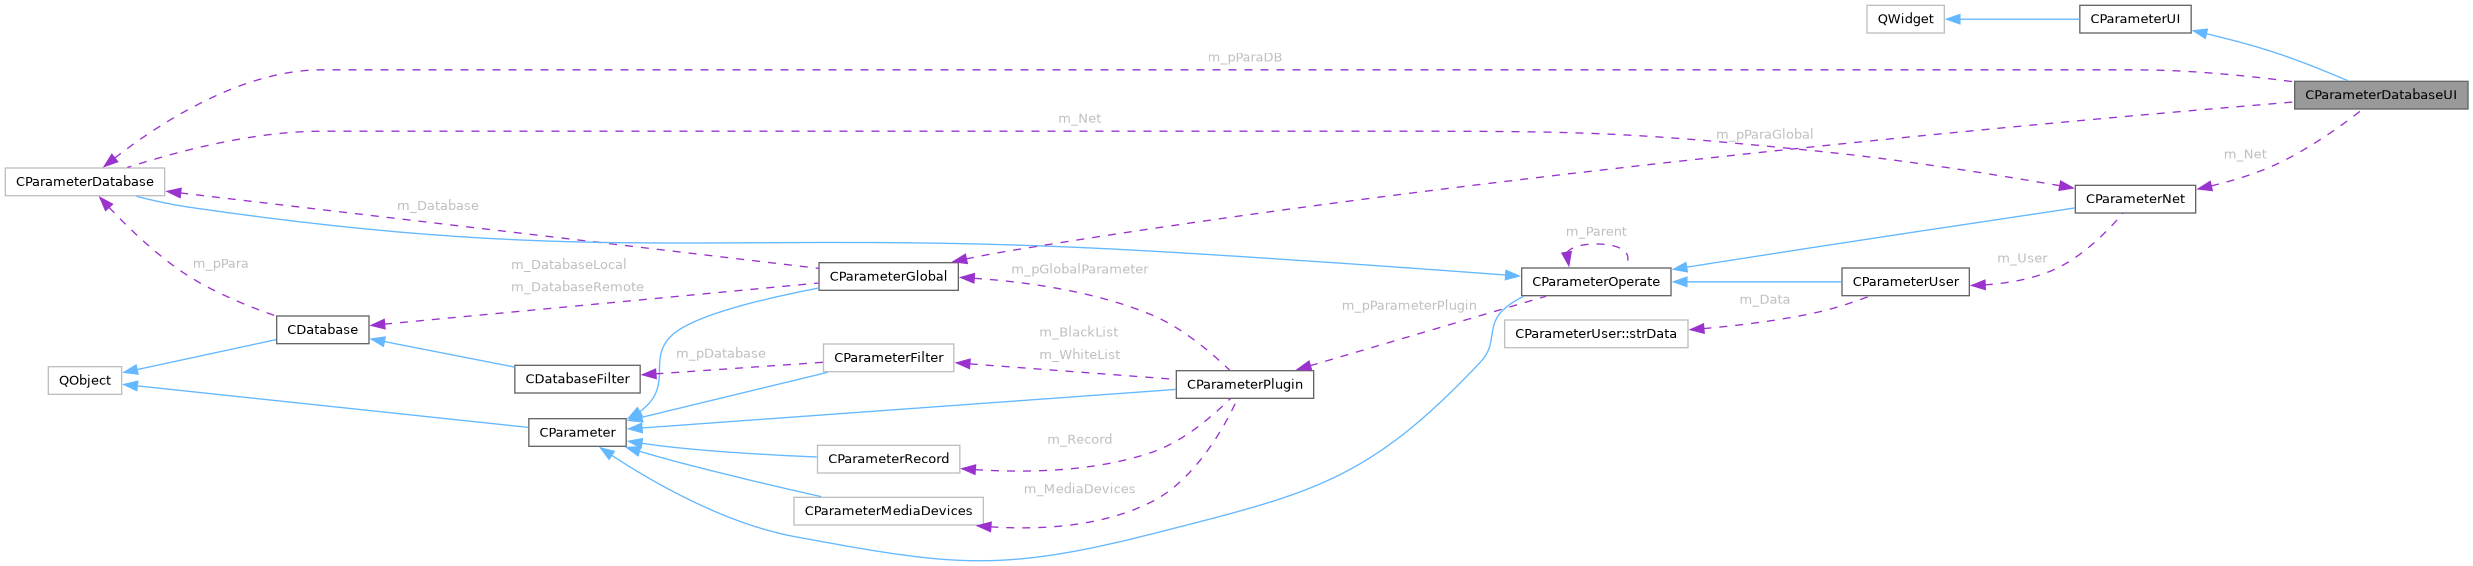 QWidget
CParameterUI
m_pParaDB
CParameterDatabaseUI
m_Net
m_pParaGlobal
m_Net
CParameterDatabase
CParameterNet
m_Database
m_Parent
m_User
m_pPara
m_DatabaseLocal
m_DatabaseRemote
CParameterGlobal
m_pGlobalParameter
CParameterOperate
CParameterUser
m_pParameterPlugin
m_Data
CDatabase
CParameterUser::strData
m_pDatabase
CParameterFilter
m_BlackList
m_WhiteList
QObject
CDatabaseFilter
CParameterPlugin
CParameter
m_Record
CParameterRecord
m_MediaDevices
CParameterMediaDevices